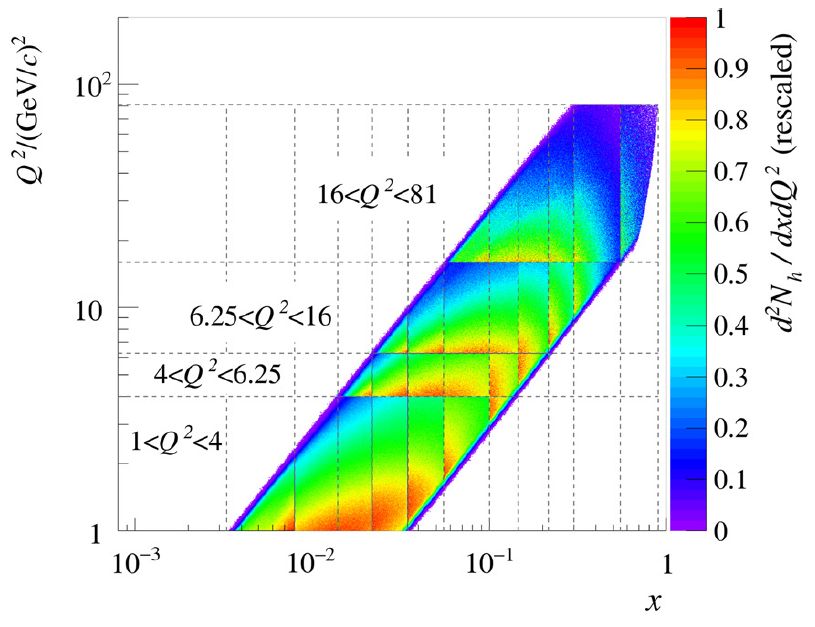 Q²/(GeV/c)²
10²
10
1
16<Q²<81
6.25<Q²<16
4<Q²<6.25
1<Q²<4
10⁻³
10⁻²
10⁻¹
1
x
1
0.9
0.8
0.7
0.6
0.5
0.4
0.3
0.2
0.1
0
d²Nₕ / dxdQ² (rescaled)